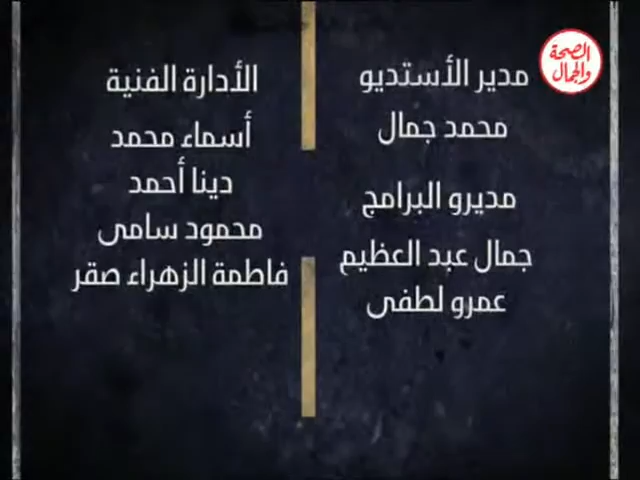 الصحة
والجمال
مدير الأستديو
محمد جمال
مديرو البرامج
جمال عبد العظيم
عمرو لطفى
الأدارة الفنية
أسماء محمد
دينا أحمد
محمود سامى
فاطمة الزهراء صقر